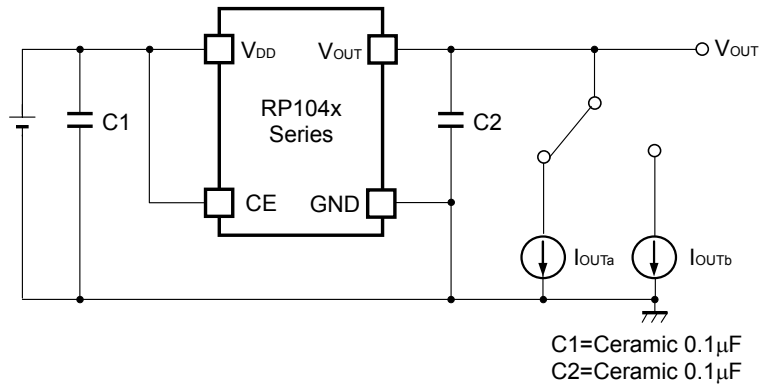 VDD
VOUT
VOUT
C1
RP104x
Series
C2
CE
GND
IOUTa
IOUTb
C1=Ceramic 0.1μF
C2=Ceramic 0.1μF